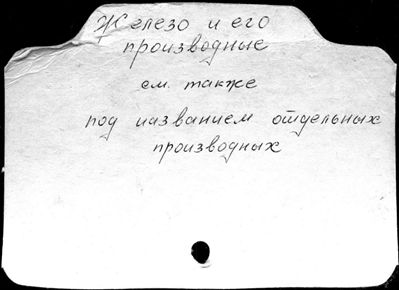 Железо и его
производные
см. также
под названием отдельных
производных